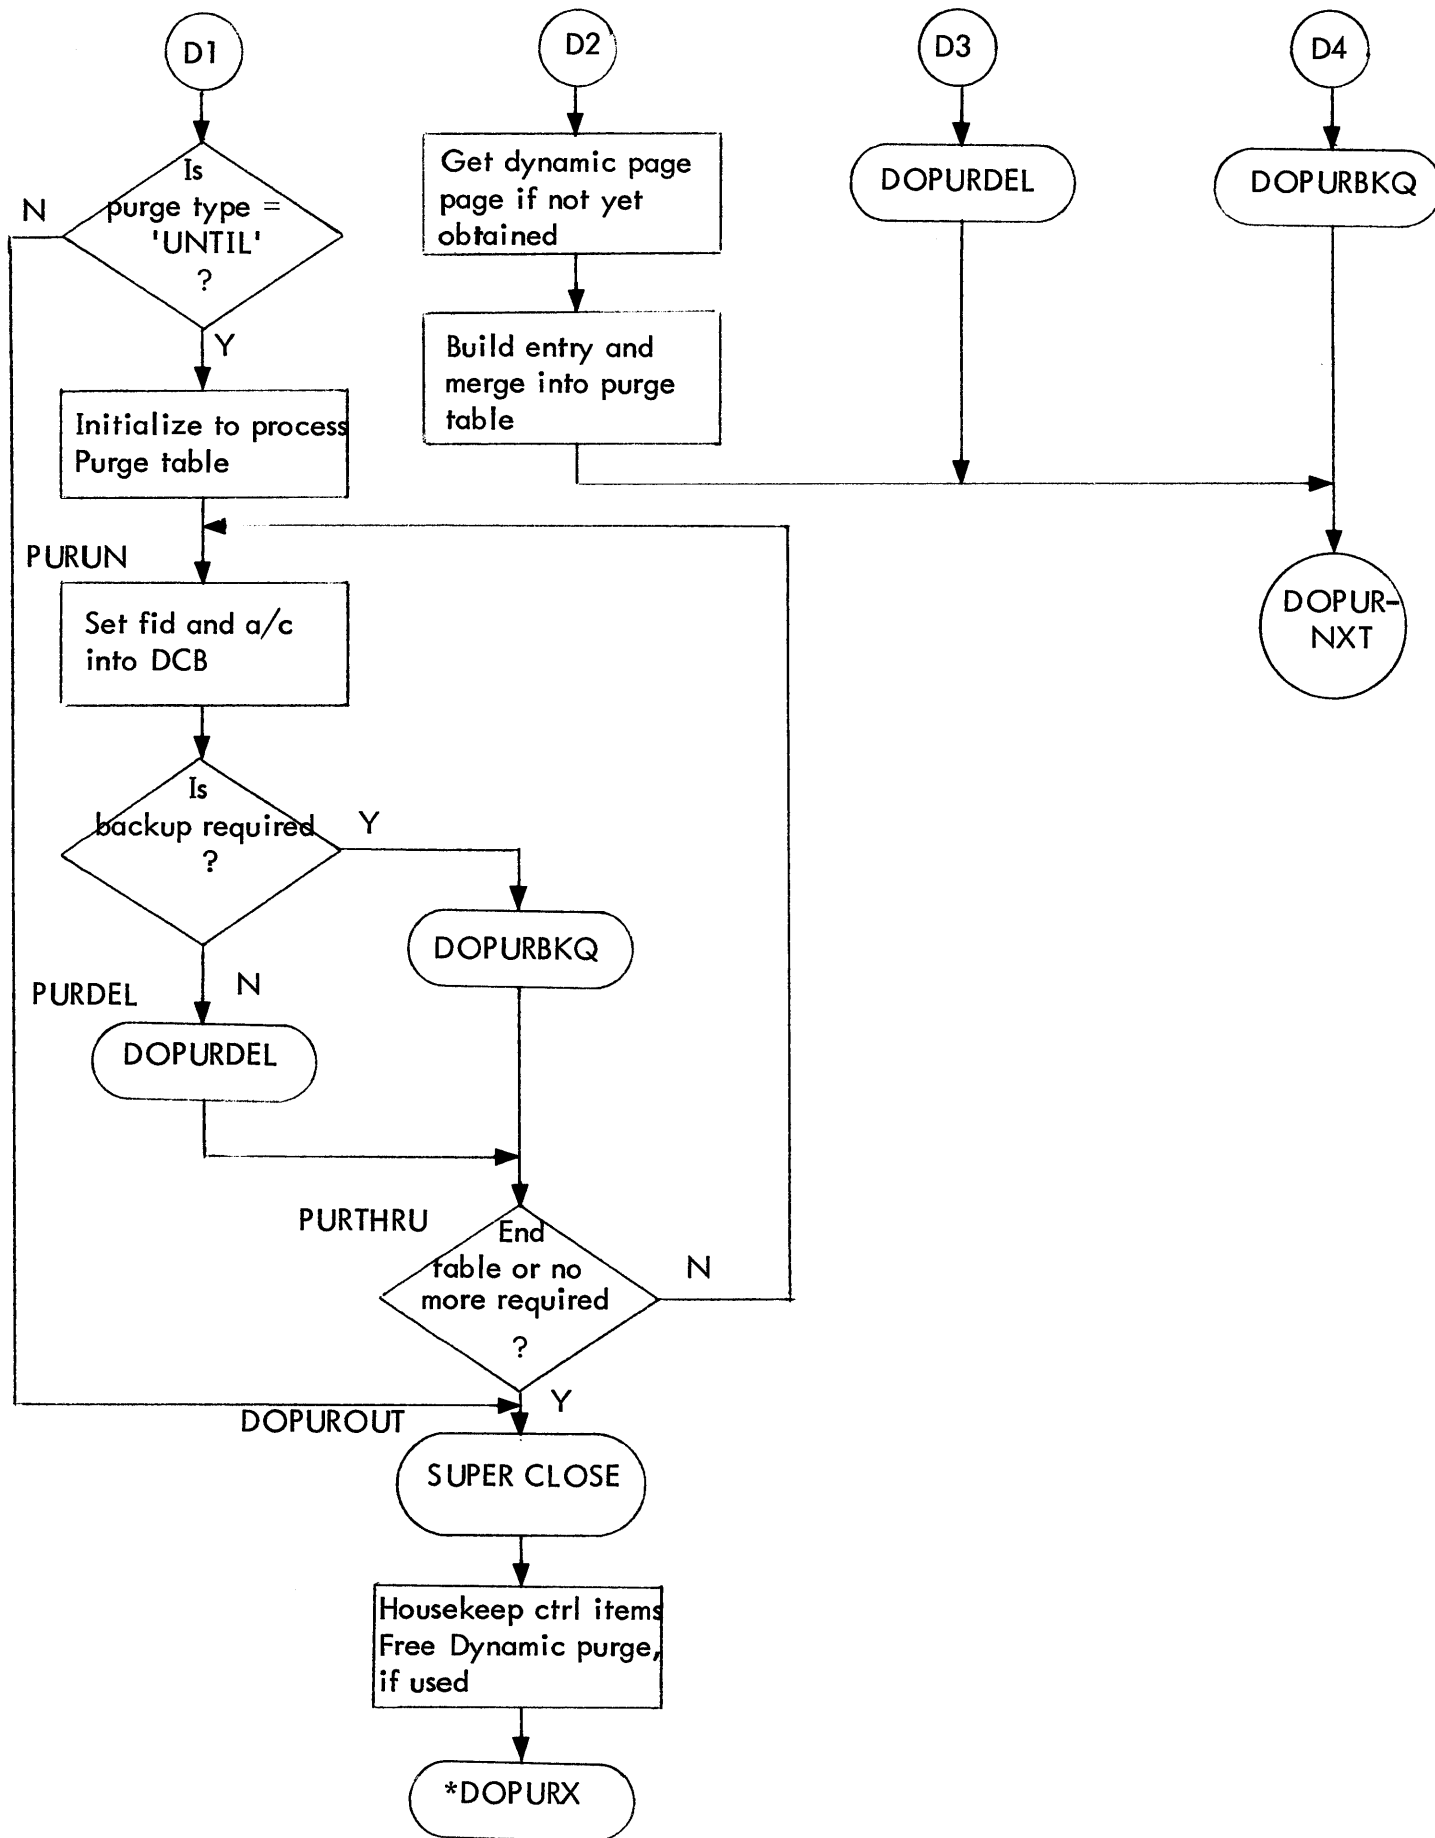 D1
D2
D3
D4
Is
purge type =
'UNTIL'
?
N
Y
Get dynamic page
page if not yet
obtained
DOPURDEL
DOPURBKQ
Build entry and
merge into purge
table
Initialize to process
Purge table
PURUN
Set fid and a/c
into DCB
DOPUR-
NXT
Is
backup required
?
Y
N
DOPURBKQ
PURDEL
DOPURDEL
PURTHRU
End
table or no
more required
?
N
Y
DOPUROUT
SUPER CLOSE
Housekeep ctrl items
Free Dynamic purge,
if used
*DOPURX